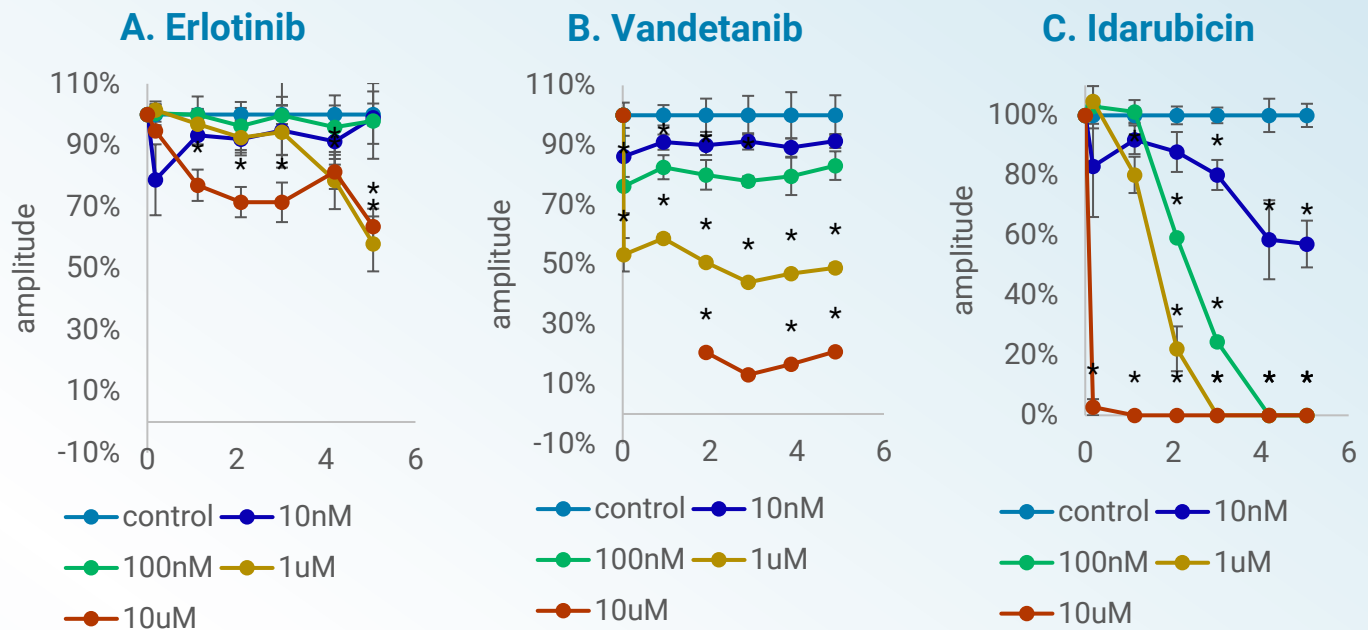 A. Erlotinib
110%
90%
70%
50%
30%
10%
-10%
amplitude
0 2 4 6
control 10nM
100nM 1uM
10uM
B. Vandetanib
110%
90%
70%
50%
30%
10%
-10%
amplitude
0 2 4 6
control 10nM
100nM 1uM
10uM
C. Idarubicin
100%
80%
60%
40%
20%
0%
amplitude
0 2 4 6
control 10nM
100nM 1uM
10uM